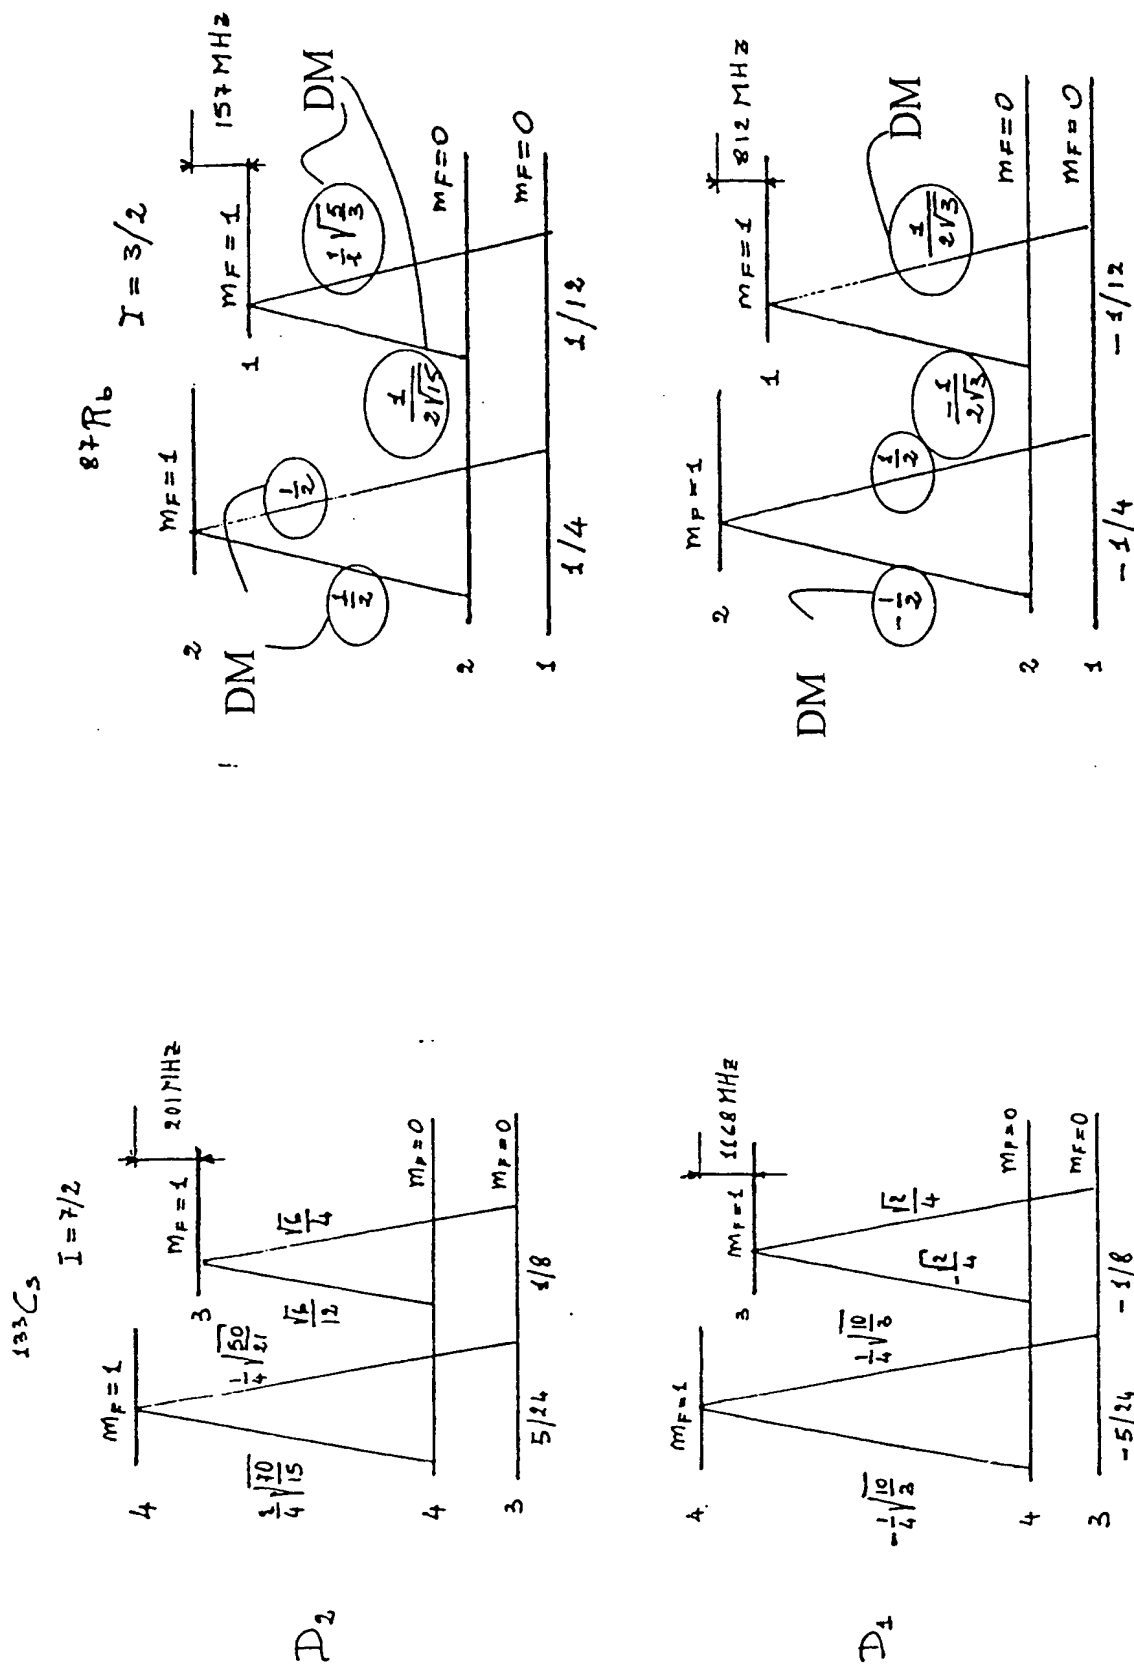 133Cs
I = 7/2
87Rb
I = 3/2
D2
mF = 1
mF = 1
201 MHz
4
3
1/4 √70/15
1/4 √50/21
√6/12
√6/4
4
mF=0
3
mF=0
5/24
1/8
mF=1
mF=1
157 MHz
2
1
DM
1/2
1/2
1/2√15
1/2 √5/3
DM
2
mF=0
1
mF=0
1/4
1/12
D1
mF=1
mF=1
1168 MHz
4
3
-1/4 √10/3
1/4 √10/3
-√2/4
√2/4
4
mF=0
3
mF=0
-5/24
-1/8
mF=1
mF=1
812 MHz
2
1
DM
-1/2
1/2
-1/2√3
1/2√3
DM
2
mF=0
1
mF=0
-1/4
-1/12